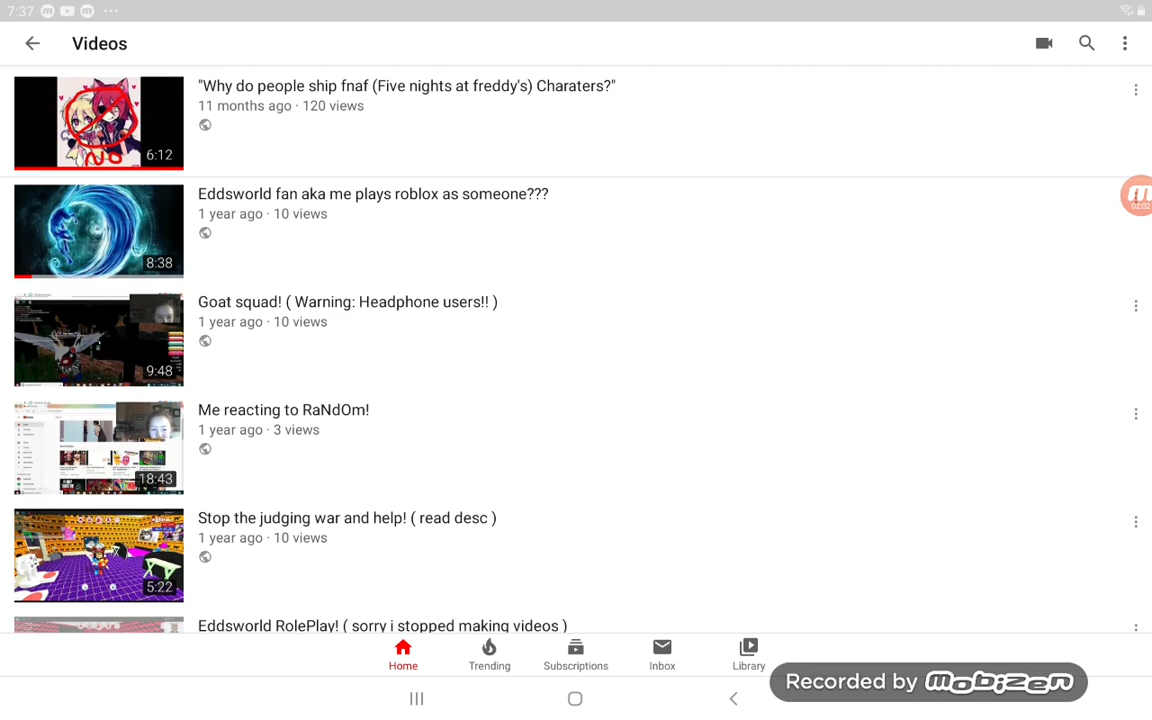 7:37
Videos
"Why do people ship fnaf (Five nights at freddy's) Charaters?"
11 months ago · 120 views
NO
6:12
Eddsworld fan aka me plays roblox as someone???
1 year ago · 10 views
8:38
02:02
Goat squad! ( Warning: Headphone users!! )
1 year ago · 10 views
9:48
Me reacting to RaNdOm!
1 year ago · 3 views
18:43
Stop the judging war and help! ( read desc )
1 year ago · 10 views
5:22
Eddsworld RolePlay! ( sorry i stopped making videos )
Home
Trending
Subscriptions
Inbox
Library
Recorded by mobizen